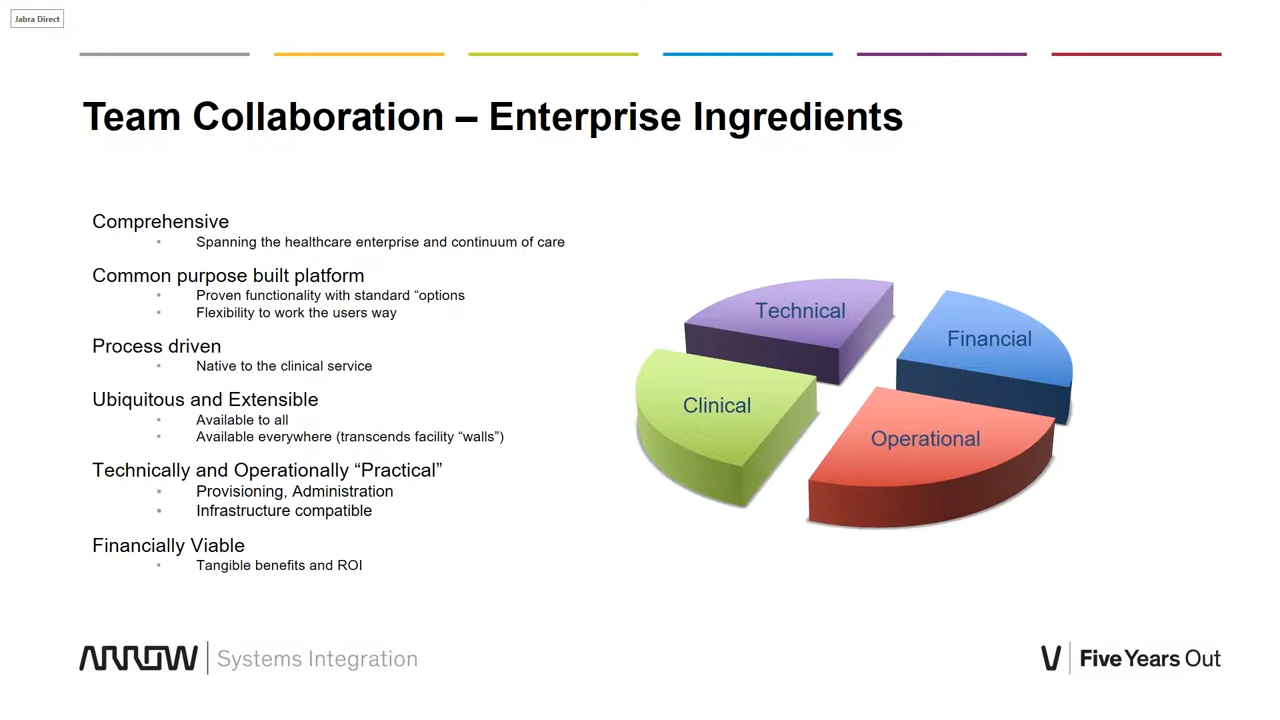 Jabra Direct
Team Collaboration – Enterprise Ingredients
Comprehensive
• Spanning the healthcare enterprise and continuum of care
Common purpose built platform
• Proven functionality with standard “options
• Flexibility to work the users way
Process driven
• Native to the clinical service
Ubiquitous and Extensible
• Available to all
• Available everywhere (transcends facility “walls”)
Technically and Operationally “Practical”
• Provisioning, Administration
• Infrastructure compatible
Financially Viable
• Tangible benefits and ROI
Technical
Financial
Clinical
Operational
ARROW Systems Integration
Five Years Out